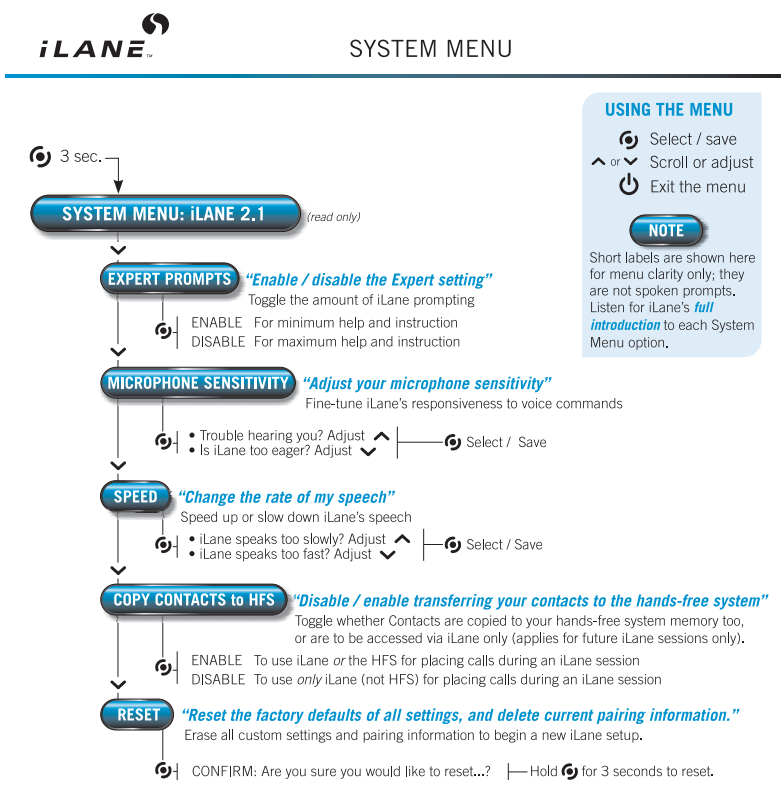 iLANE™
SYSTEM MENU
USING THE MENU
Select / save
or Scroll or adjust
Exit the menu
NOTE
Short labels are shown here
for menu clarity only; they
are not spoken prompts.
Listen for iLane's full
introduction to each System
Menu option.
3 sec.
SYSTEM MENU: iLANE 2.1 (read only)
EXPERT PROMPTS "Enable / disable the Expert setting"
Toggle the amount of iLane prompting
ENABLE For minimum help and instruction
DISABLE For maximum help and instruction
MICROPHONE SENSITIVITY "Adjust your microphone sensitivity"
Fine-tune iLane's responsiveness to voice commands
• Trouble hearing you? Adjust
• Is iLane too eager? Adjust
Select / Save
SPEED "Change the rate of my speech"
Speed up or slow down iLane's speech
• iLane speaks too slowly? Adjust
• iLane speaks too fast? Adjust
Select / Save
COPY CONTACTS to HFS "Disable / enable transferring your contacts to the hands-free system"
Toggle whether Contacts are copied to your hands-free system memory too,
or are to be accessed via iLane only (applies for future iLane sessions only).
ENABLE To use iLane or the HFS for placing calls during an iLane session
DISABLE To use only iLane (not HFS) for placing calls during an iLane session
RESET "Reset the factory defaults of all settings, and delete current pairing information."
Erase all custom settings and pairing information to begin a new iLane setup.
CONFIRM: Are you sure you would like to reset...? Hold for 3 seconds to reset.